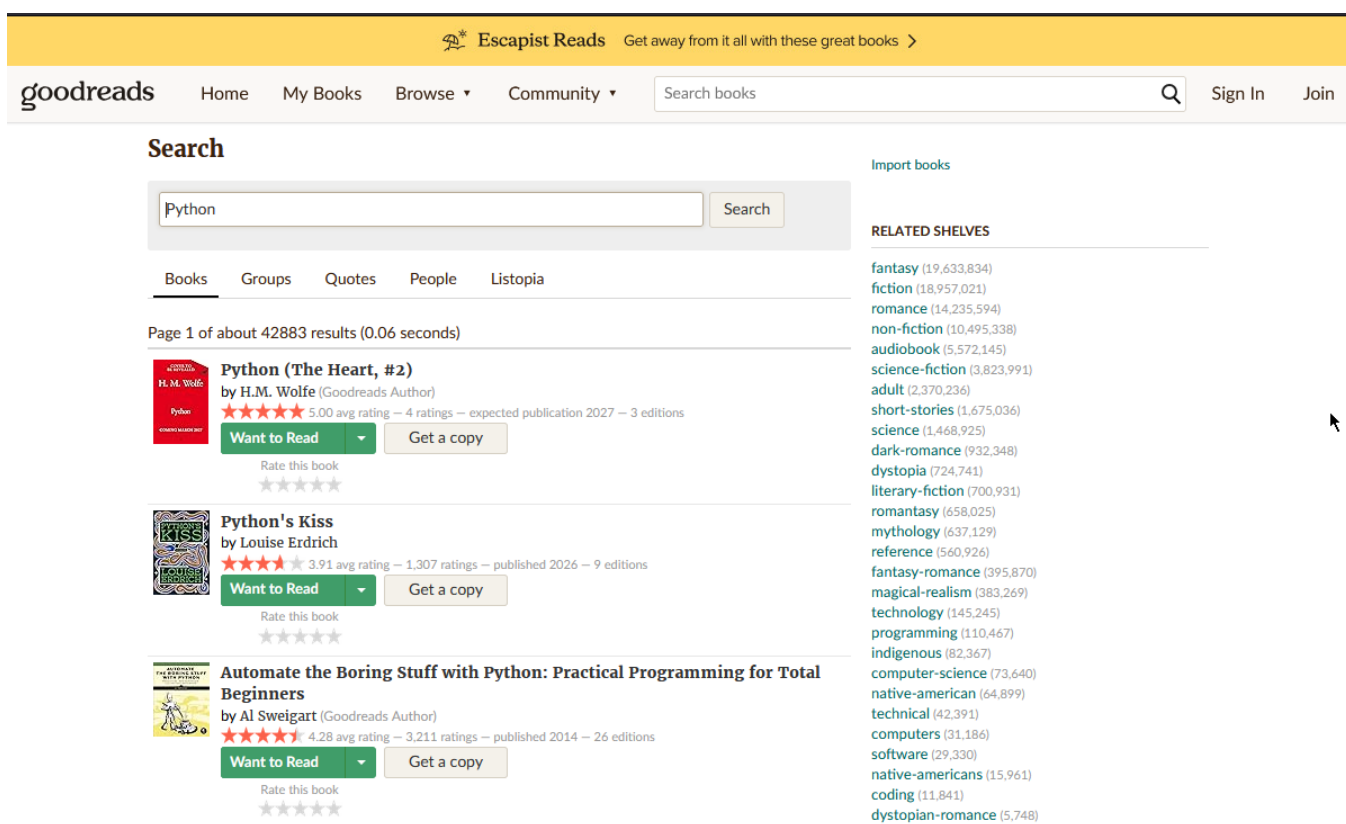 Escapist Reads Get away from it all with these great books
goodreads Home My Books Browse ▾ Community ▾ Search books Sign In Join
Search
Python Search
Books Groups Quotes People Listopia
Page 1 of about 42883 results (0.06 seconds)
H. M. Wolfe
Python
Python (The Heart, #2)
by H.M. Wolfe (Goodreads Author)
5.00 avg rating — 4 ratings — expected publication 2027 — 3 editions
Want to Read Get a copy
Rate this book
PYTHON'S
KISS
LOUISE
ERDRICH
Python's Kiss
by Louise Erdrich
3.91 avg rating — 1,307 ratings — published 2026 — 9 editions
Want to Read Get a copy
Rate this book
AUTOMATE
THE BORING STUFF
WITH PYTHON
Automate the Boring Stuff with Python: Practical Programming for Total
Beginners
by Al Sweigart (Goodreads Author)
4.28 avg rating — 3,211 ratings — published 2014 — 26 editions
Want to Read Get a copy
Rate this book
Import books
RELATED SHELVES
fantasy (19,633,834)
fiction (18,957,021)
romance (14,235,594)
non-fiction (10,495,338)
audiobook (5,572,145)
science-fiction (3,823,991)
adult (2,370,236)
short-stories (1,675,036)
science (1,468,925)
dark-romance (932,348)
dystopia (724,741)
literary-fiction (700,931)
romantasy (658,025)
mythology (637,129)
reference (560,926)
fantasy-romance (395,870)
magical-realism (383,269)
technology (145,245)
programming (110,467)
indigenous (82,367)
computer-science (73,640)
native-american (64,899)
technical (42,391)
computers (31,186)
software (29,330)
native-americans (15,961)
coding (11,841)
dystopian-romance (5,748)